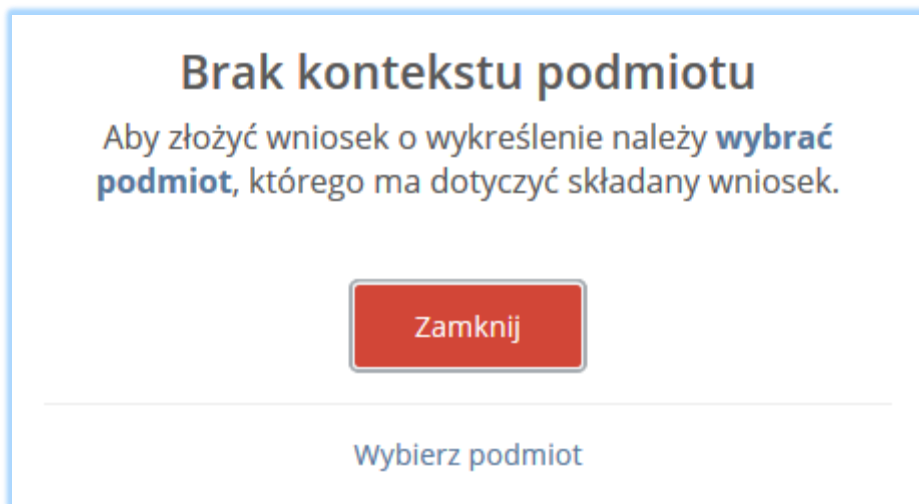 Brak kontekstu podmiotu
Aby złożyć wniosek o wykreślenie należy wybrać
podmiot, którego ma dotyczyć składany wniosek.
Zamknij
Wybierz podmiot